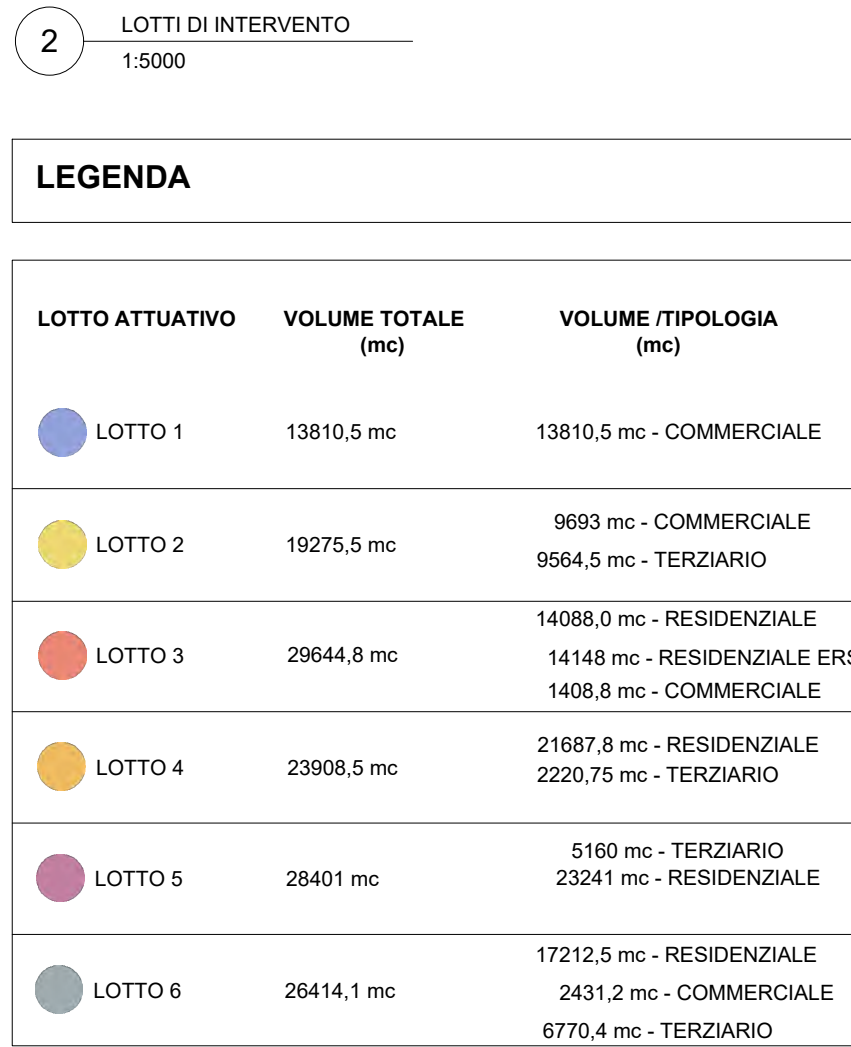 2
LOTTI DI INTERVENTO
1:5000
LEGENDA
LOTTO ATTUATIVO VOLUME TOTALE (mc) VOLUME /TIPOLOGIA (mc)
LOTTO 1 13810,5 mc 13810,5 mc - COMMERCIALE
LOTTO 2 19275,5 mc 9693 mc - COMMERCIALE
9564,5 mc - TERZIARIO
LOTTO 3 29644,8 mc 14088,0 mc - RESIDENZIALE
14148 mc - RESIDENZIALE ERS
1408,8 mc - COMMERCIALE
LOTTO 4 23908,5 mc 21687,8 mc - RESIDENZIALE
2220,75 mc - TERZIARIO
LOTTO 5 28401 mc 5160 mc - TERZIARIO
23241 mc - RESIDENZIALE
LOTTO 6 26414,1 mc 17212,5 mc - RESIDENZIALE
2431,2 mc - COMMERCIALE
6770,4 mc - TERZIARIO